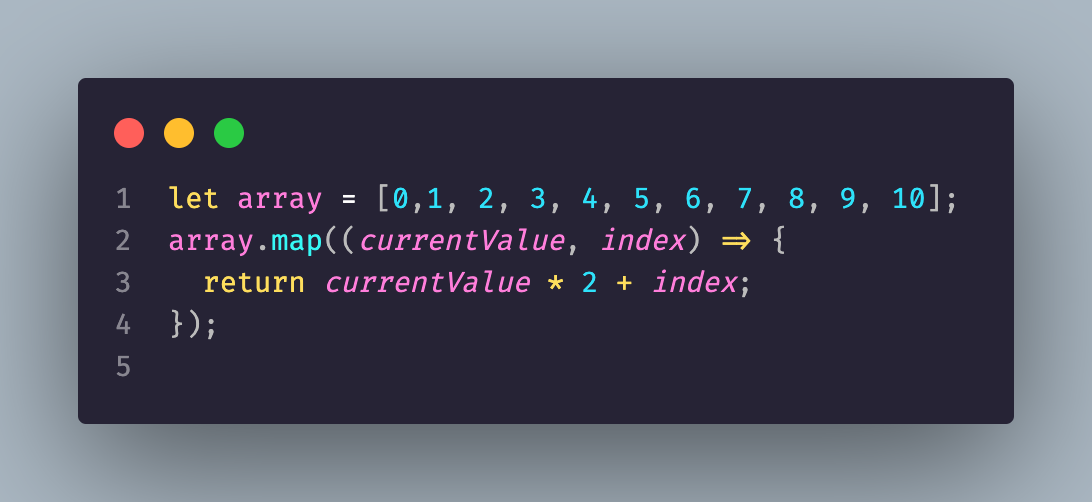 1 let array = [0,1, 2, 3, 4, 5, 6, 7, 8, 9, 10];
2 array.map((currentValue, index) => {
3   return currentValue * 2 + index;
4 });
5